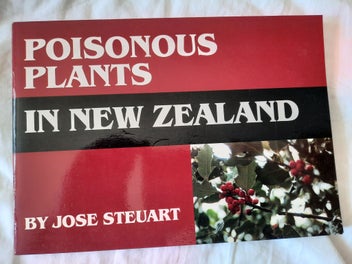 POISONOUS
PLANTS
IN NEW ZEALAND
BY JOSE STEUART